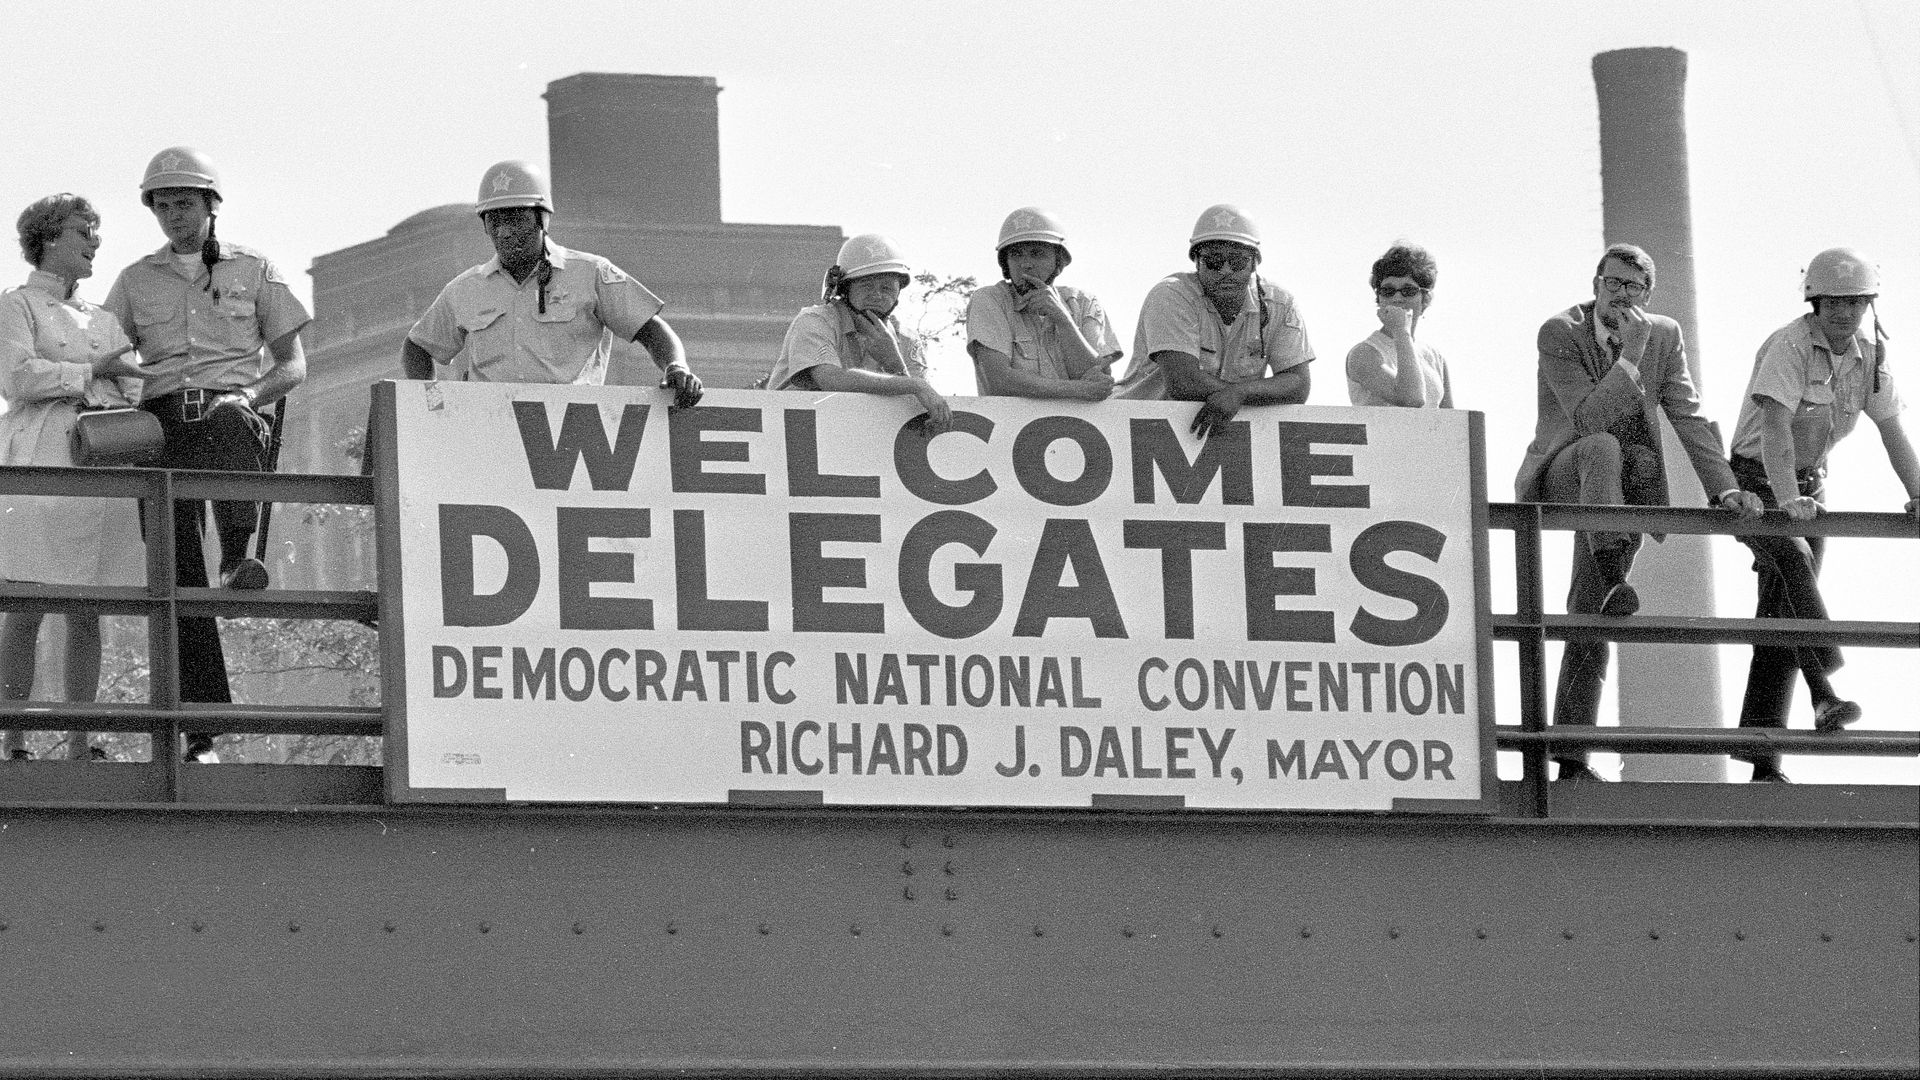 WELCOME
DELEGATES
DEMOCRATIC NATIONAL CONVENTION
RICHARD J. DALEY, MAYOR